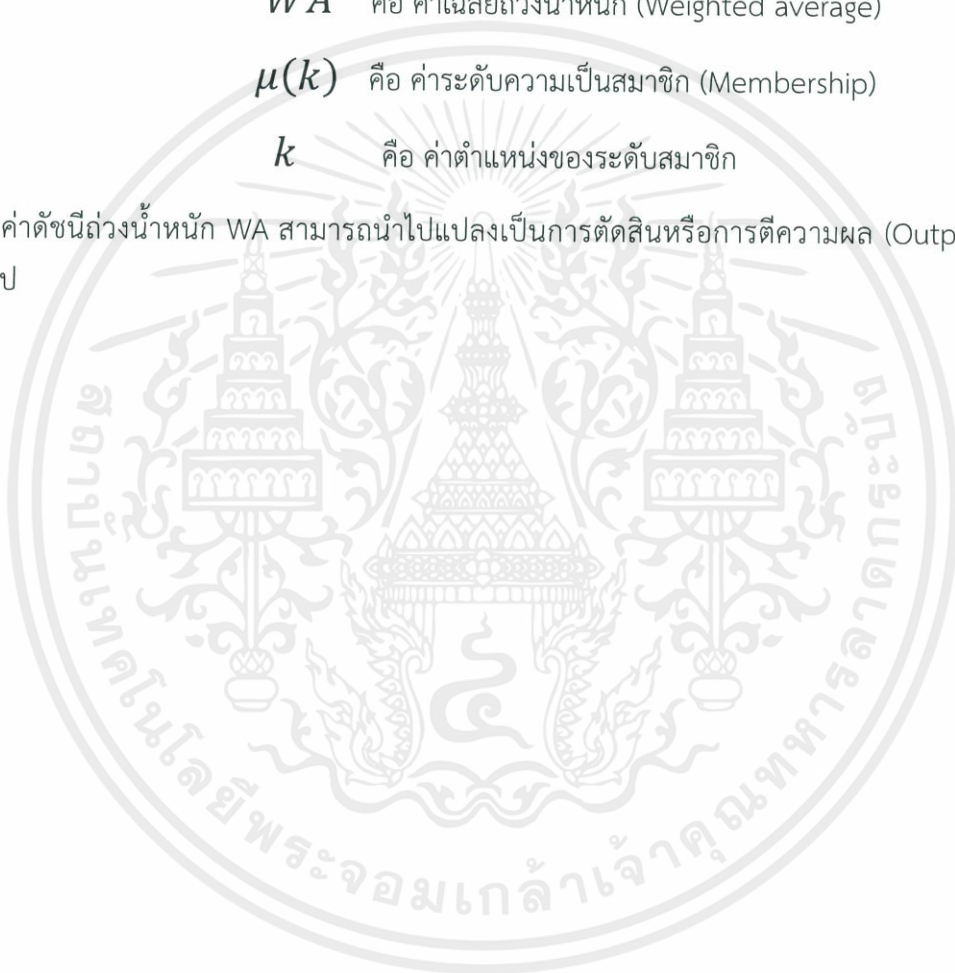 WA คือ ค่าเฉลี่ยถ่วงน้ำหนัก (Weighted average)
μ(k) คือ ค่าระดับความเป็นสมาชิก (Membership)
k คือ ค่าตำแหน่งของระดับสมาชิก
ค่าดัชนีถ่วงน้ำหนัก WA สามารถนำไปแปลงเป็นการตัดสินหรือการตีความผล (Outp
ป
สถาบันเทคโนโลยีพระจอมเกล้าเจ้าคุณทหารลาดกระบัง